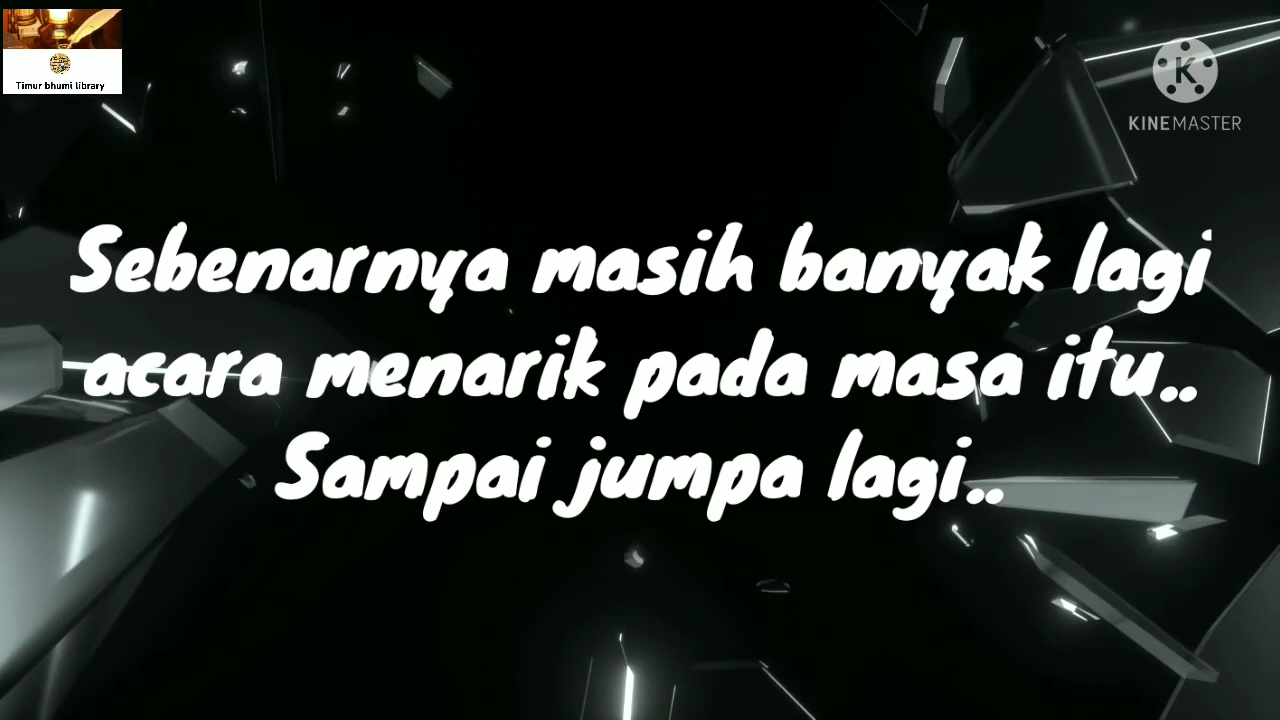 Timur bhumi library
KINEMASTER
Sebenarnya masih banyak lagi
acara menarik pada masa itu..
Sampai jumpa lagi..